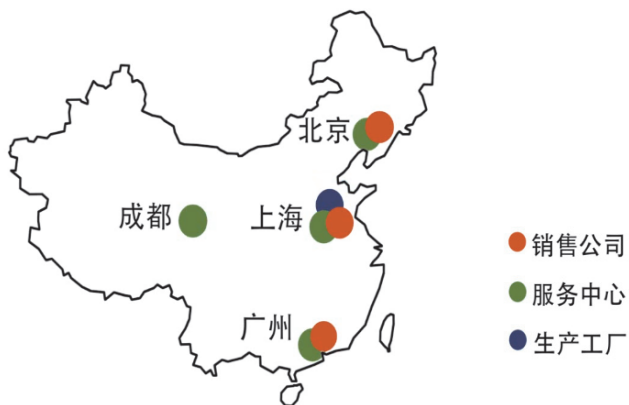 北京
成都
上海
广州
销售公司
服务中心
生产工厂